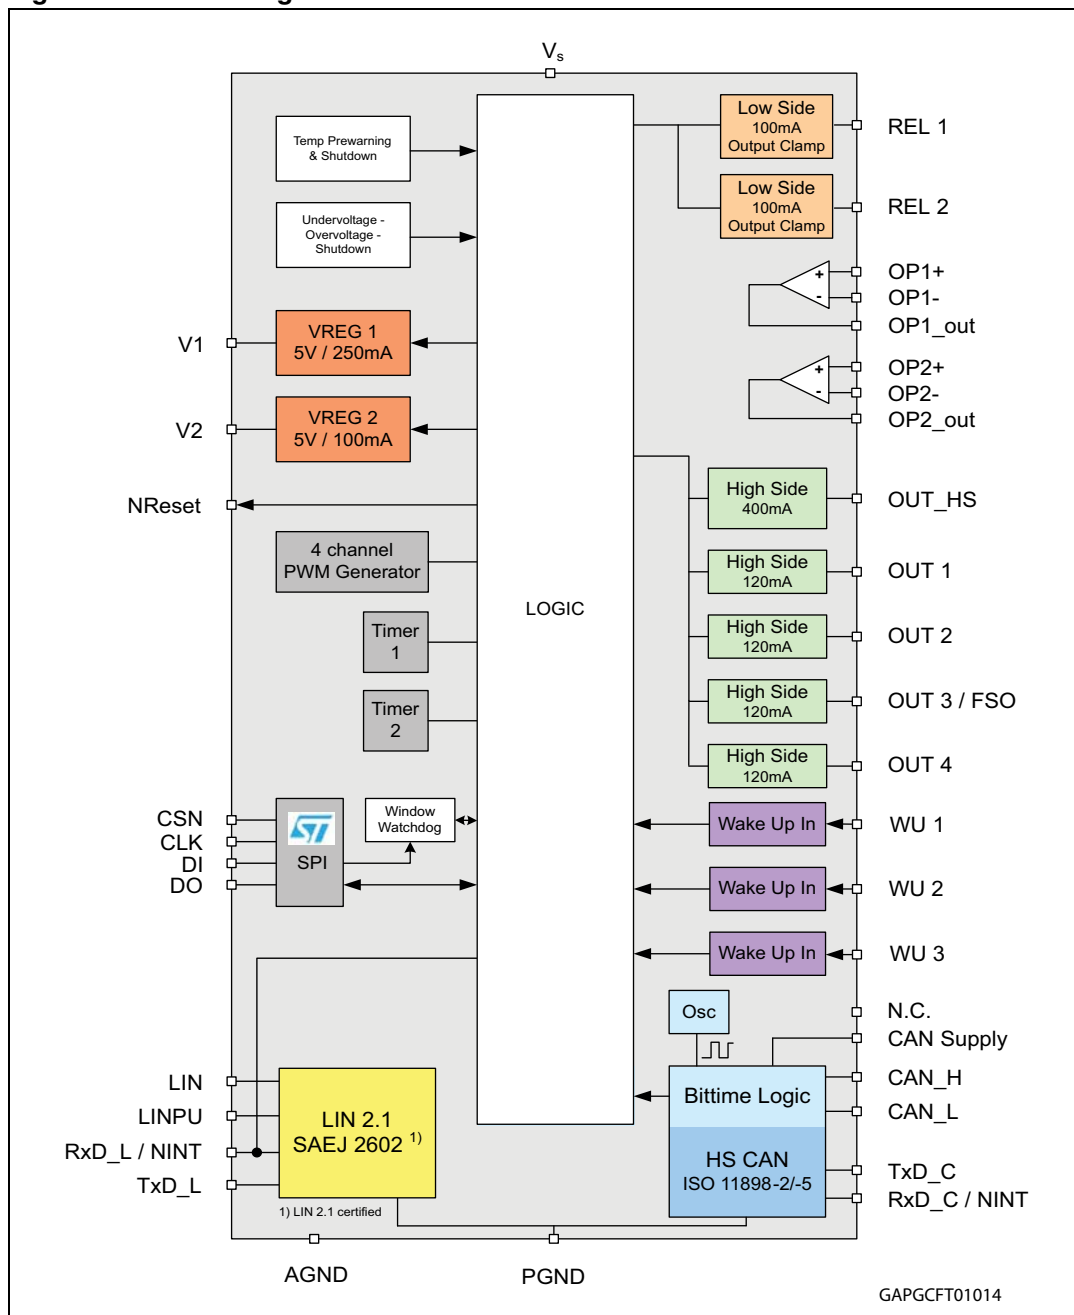 Vs
Temp Prewarning
& Shutdown
Undervoltage -
Overvoltage -
Shutdown
VREG 1
5V / 250mA
V1
VREG 2
5V / 100mA
V2
NReset
4 channel
PWM Generator
Timer
1
Timer
2
CSN
CLK
DI
DO
ST
SPI
Window
Watchdog
LIN
LINPU
RxD_L / NINT
TxD_L
LIN 2.1
SAEJ 2602 1)
1) LIN 2.1 certified
LOGIC
Low Side
100mA
Output Clamp
REL 1
Low Side
100mA
Output Clamp
REL 2
+
-
OP1+
OP1-
OP1_out
+
-
OP2+
OP2-
OP2_out
High Side
400mA
OUT_HS
High Side
120mA
OUT 1
High Side
120mA
OUT 2
High Side
120mA
OUT 3 / FSO
High Side
120mA
OUT 4
Wake Up In
WU 1
Wake Up In
WU 2
Wake Up In
WU 3
Osc
N.C.
CAN Supply
Bittime Logic
CAN_H
CAN_L
HS CAN
ISO 11898-2/-5
TxD_C
RxD_C / NINT
AGND
PGND
GAPGCFT01014